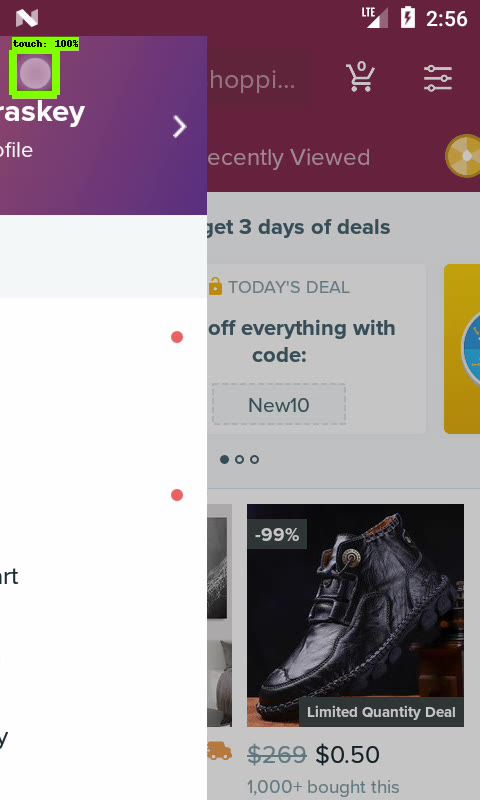 LTE 2:56
touch: 100%
raskey
ofile
hoppi...
0
ecently Viewed
get 3 days of deals
TODAY'S DEAL
off everything with
code:
New10
art
y
-99%
Limited Quantity Deal
$269 $0.50
1,000+ bought this